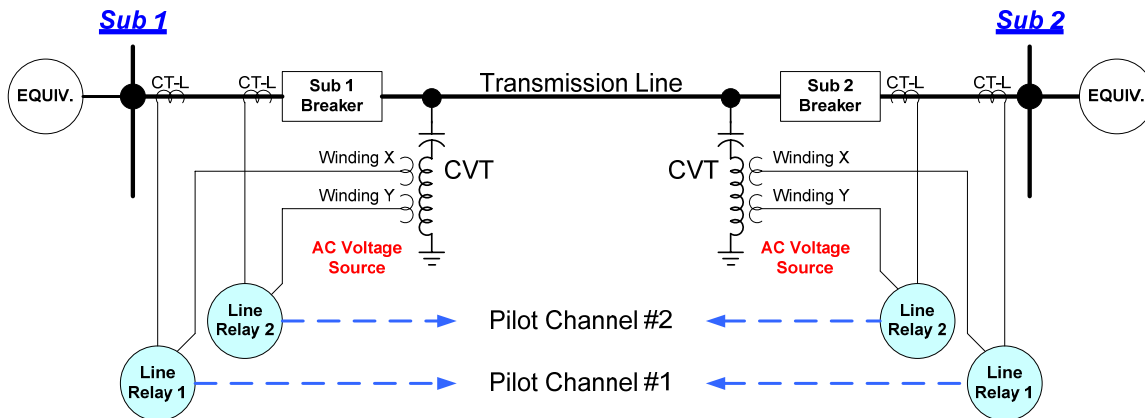 Sub 1
Sub 2
EQUIV.
CT-L
CT-L
Sub 1
Breaker
Transmission Line
Sub 2
Breaker
CT-L
CT-L
EQUIV.
Winding X
CVT
Winding Y
CVT
Winding X
Winding Y
AC Voltage
Source
AC Voltage
Source
Line
Relay 2
Pilot Channel #2
Line
Relay 2
Line
Relay 1
Pilot Channel #1
Line
Relay 1